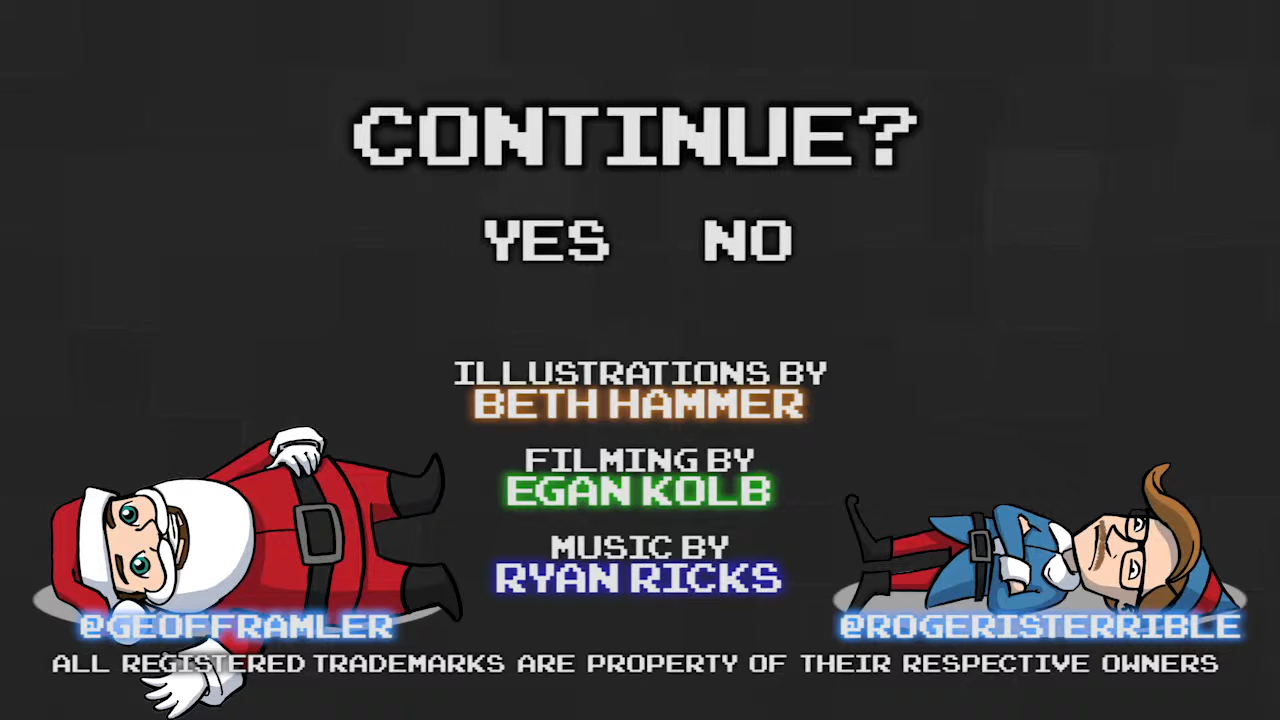 CONTINUE?
YES NO
ILLUSTRATIONS BY
BETH HAMMER
FILMING BY
EGAN KOLB
MUSIC BY
RYAN RICKS
@GEOFFRAMLER @ROGERISTERRIBLE
ALL REGISTERED TRADEMARKS ARE PROPERTY OF THEIR RESPECTIVE OWNERS